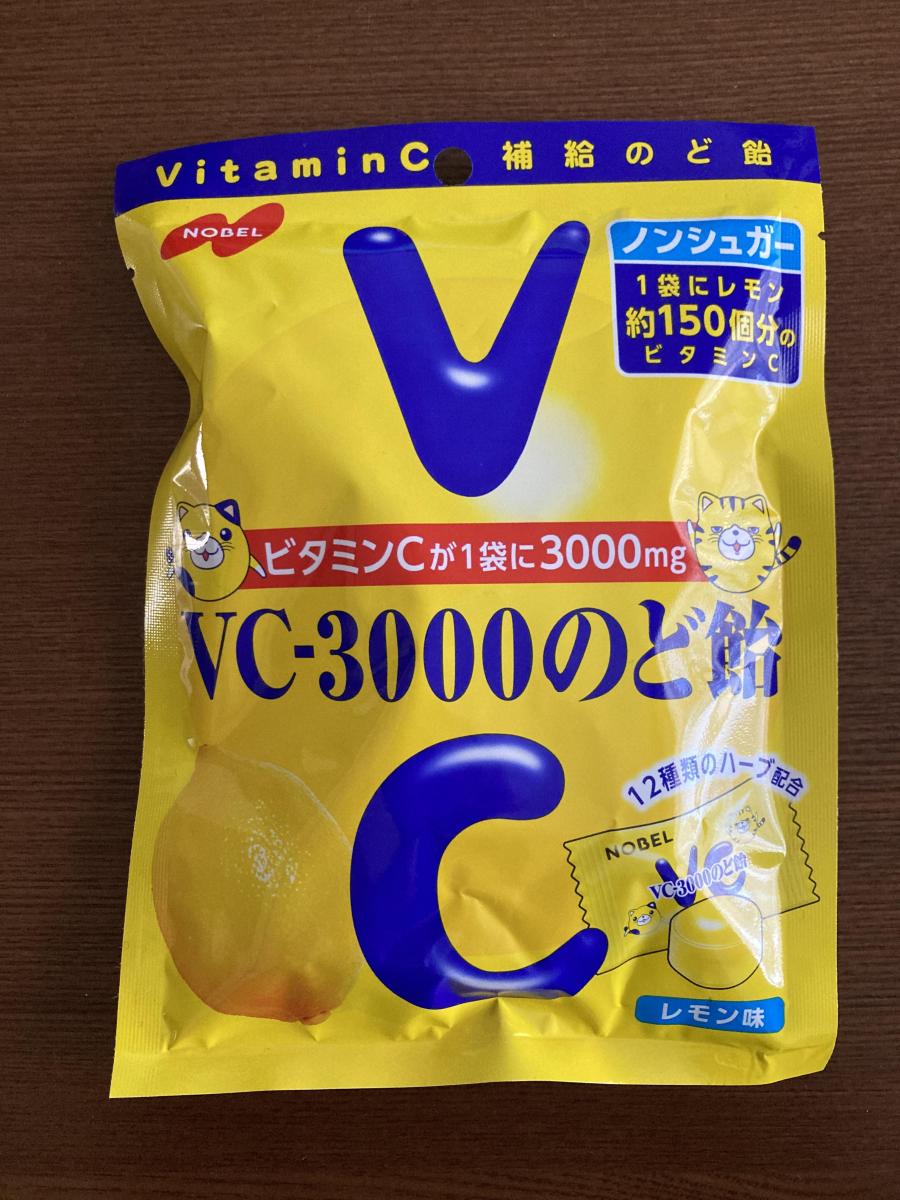 VitaminC 補給のど飴
NOBEL
ノンシュガー
1袋にレモン
約150個分の
ビタミンC
V
ビタミンCが1袋に3000mg
VC-3000のど飴
C
12種類のハーブ配合
NOBEL
VC
VC-3000のど飴
レモン味